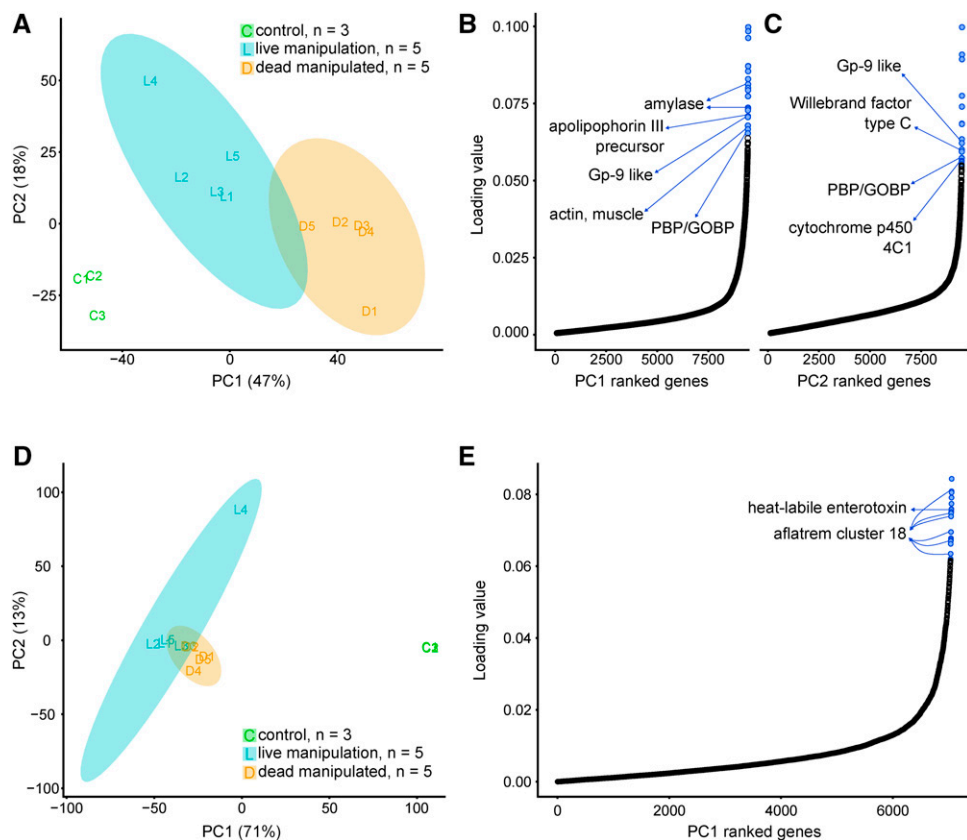 A
C control, n = 3
L live manipulation, n = 5
D dead manipulated, n = 5
50
25
0
−25
−40
0
40
PC2 (18%)
PC1 (47%)
L4
L5
L2
L3
L1
D5
D2
D3
D4
D1
C1
C2
C3
B
0.100
0.075
0.050
0.025
0.000
Loading value
amylase
apolipophorin III
precursor
Gp-9 like
actin, muscle
PBP/GOBP
0
2500
5000
7500
PC1 ranked genes
C
Gp-9 like
Willebrand factor
type C
PBP/GOBP
cytochrome p450
4C1
0
2500
5000
7500
PC2 ranked genes
D
100
50
0
−50
−100
PC2 (13%)
L4
L5
D1
D5
D4
C control, n = 3
L live manipulation, n = 5
D dead manipulated, n = 5
−100
−50
0
50
100
PC1 (71%)
E
0.08
0.06
0.04
0.02
0.00
Loading value
heat-labile enterotoxin
aflatrem cluster 18
0
2000
4000
6000
PC1 ranked genes